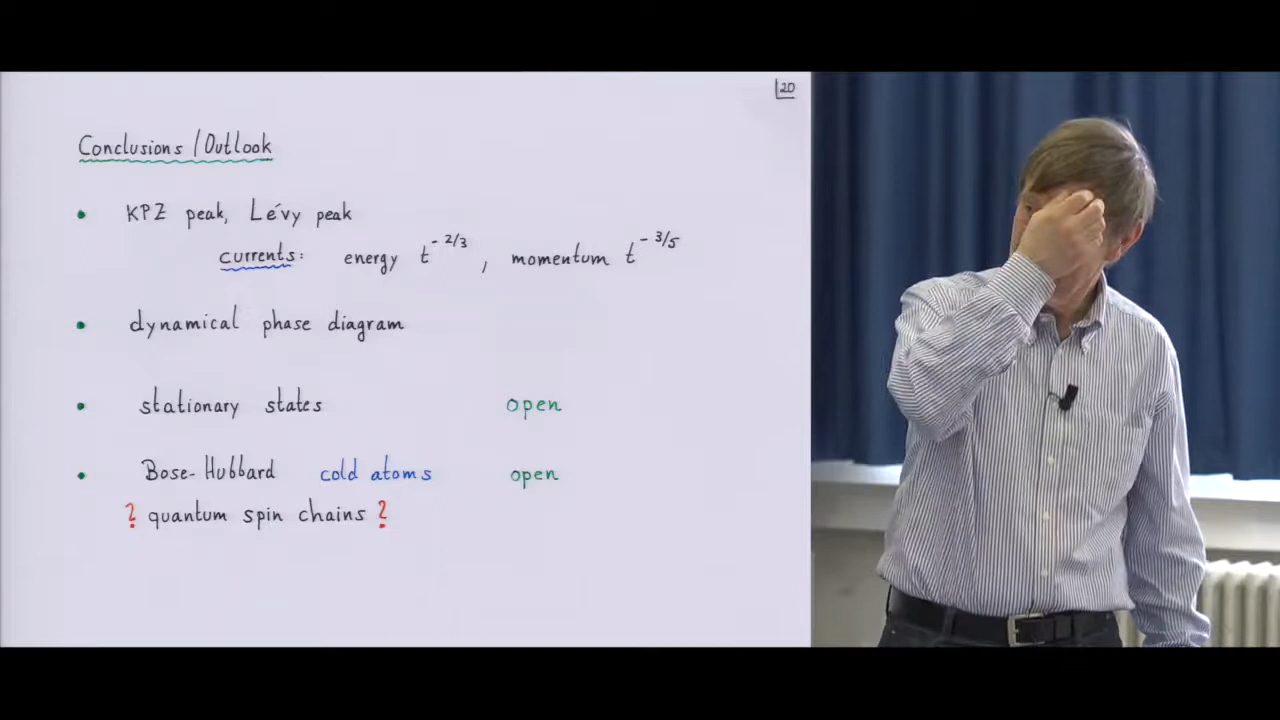 20
Conclusions / Outlook
• KPZ peak, Lévy peak
currents: energy t^{-2/3}, momentum t^{-3/5}
• dynamical phase diagram
• stationary states open
• Bose-Hubbard cold atoms open
? quantum spin chains ?